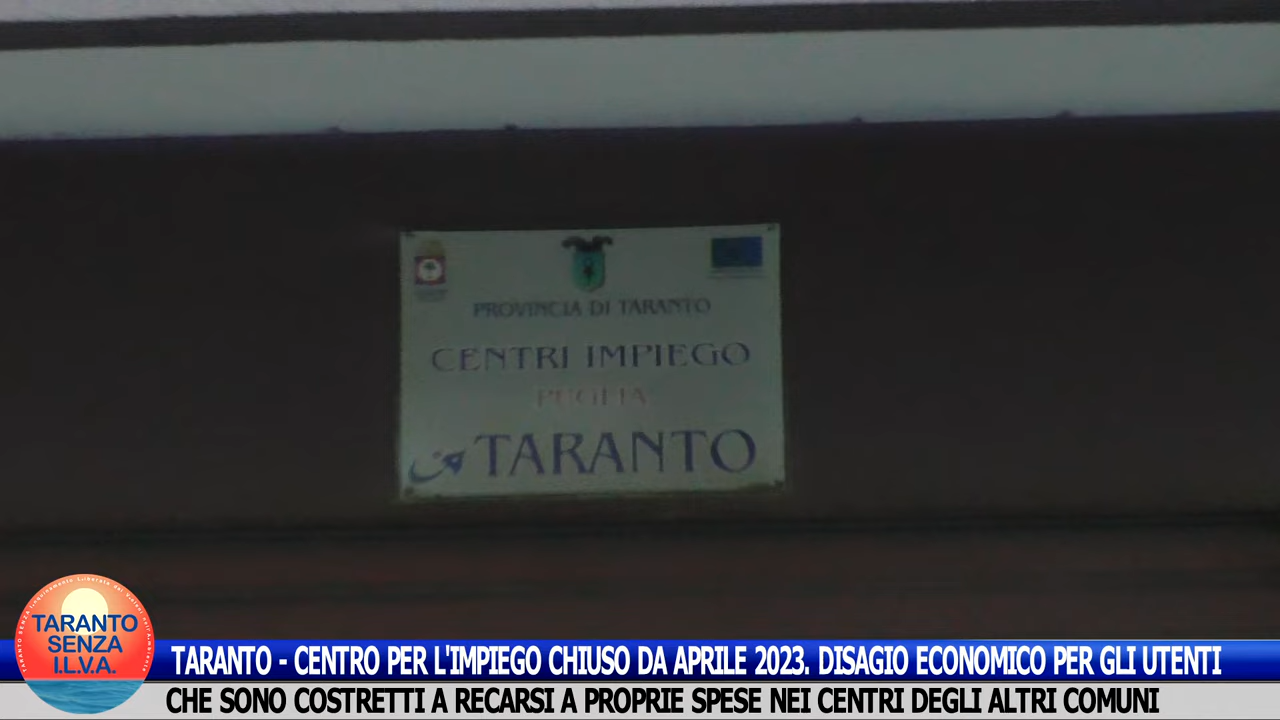 PROVINCIA DI TARANTO
CENTRI IMPIEGO
PUGLIA
TARANTO
TARANTO
SENZA
I.L.V.A.
TARANTO - CENTRO PER L'IMPIEGO CHIUSO DA APRILE 2023. DISAGIO ECONOMICO PER GLI UTENTI
CHE SONO COSTRETTI A RECARSI A PROPRIE SPESE NEI CENTRI DEGLI ALTRI COMUNI